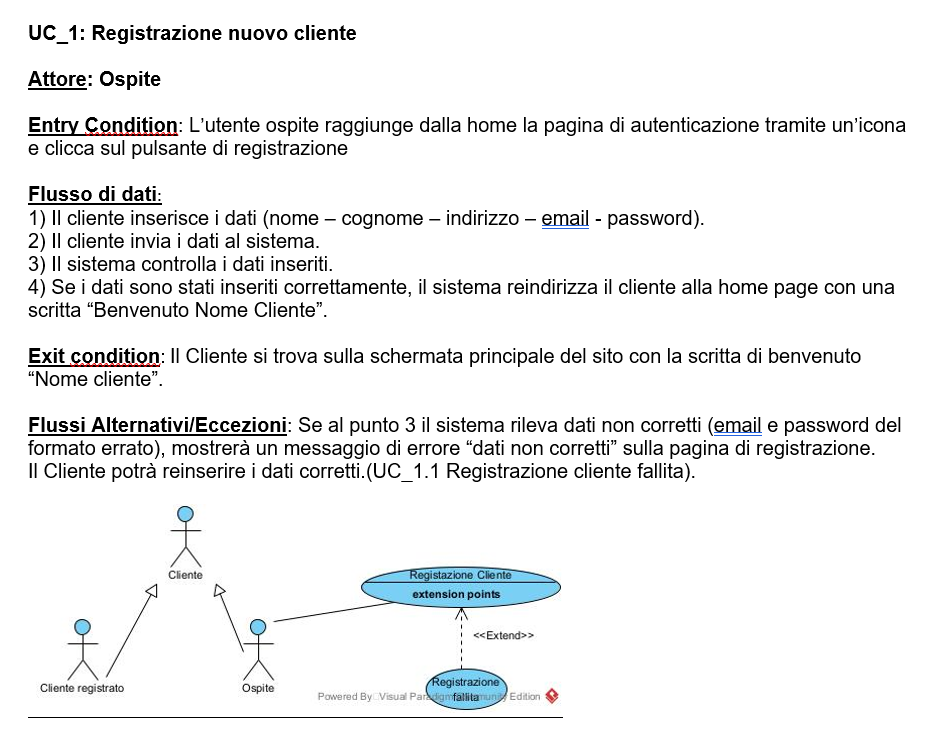 UC_1: Registrazione nuovo cliente
Attore: Ospite
Entry Condition: L’utente ospite raggiunge dalla home la pagina di autenticazione tramite un’icona
e clicca sul pulsante di registrazione
Flusso di dati:
1) Il cliente inserisce i dati (nome – cognome – indirizzo – email - password).
2) Il cliente invia i dati al sistema.
3) Il sistema controlla i dati inseriti.
4) Se i dati sono stati inseriti correttamente, il sistema reindirizza il cliente alla home page con una
scritta “Benvenuto Nome Cliente”.
Exit condition: Il Cliente si trova sulla schermata principale del sito con la scritta di benvenuto
“Nome cliente”.
Flussi Alternativi/Eccezioni: Se al punto 3 il sistema rileva dati non corretti (email e password del
formato errato), mostrerà un messaggio di errore “dati non corretti” sulla pagina di registrazione.
Il Cliente potrà reinserire i dati corretti.(UC_1.1 Registrazione cliente fallita).
Cliente
Registazione Cliente
extension points
<<Extend>>
Cliente registrato
Ospite
Registrazione
fallita
Powered By Visual Paradigm Community Edition